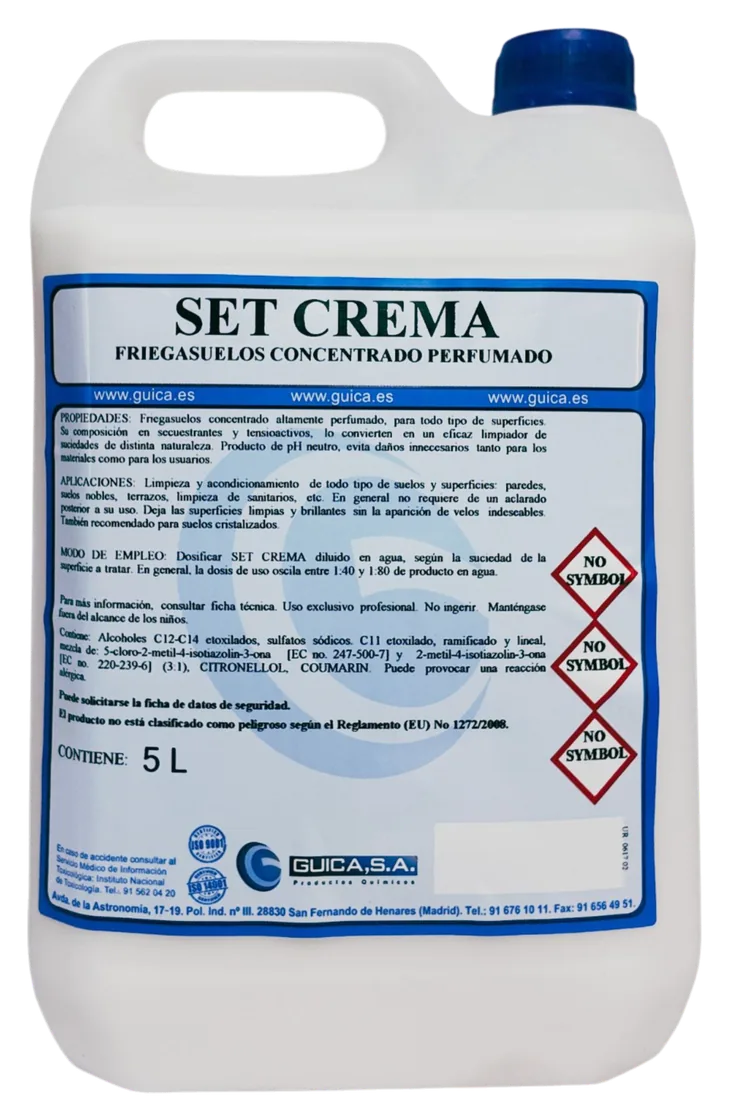 SET CREMA
FRIEGASUELOS CONCENTRADO PERFUMADO
www.guica.es www.guica.es www.guica.es
PROPIEDADES: Friegasuelos concentrado altamente perfumado, para todo tipo de superficies.
Su composición en secuestrantes y tensioactivos, lo convierten en un eficaz limpiador de
suciedades de distinta naturaleza. Producto de pH neutro, evita daños innecesarios tanto para los
materiales como para los usuarios.
APLICACIONES: Limpieza y acondicionamiento de todo tipo de suelos y superficies: paredes,
suelos nobles, terrazos, limpieza de sanitarios, etc. En general no requiere de un aclarado
posterior a su uso. Deja las superficies limpias y brillantes sin la aparición de velos indeseables.
También recomendado para suelos cristalizados.
MODO DE EMPLEO: Dosificar SET CREMA diluido en agua, según la suciedad de la
superficie a tratar. En general, la dosis de uso oscila entre 1:40 y 1:80 de producto en agua.
Para más información, consultar ficha técnica. Uso exclusivo profesional. No ingerir. Manténgase
fuera del alcance de los niños.
Contiene: Alcoholes C12-C14 etoxilados, sulfatos sódicos. C11 etoxilado, ramificado y lineal,
mezcla de: 5-cloro-2-metil-4-isotiazolin-3-ona [EC no. 247-500-7] y 2-metil-4-isotiazolin-3-ona
[EC no. 220-239-6] (3:1), CITRONELLOL, COUMARIN. Puede provocar una reacción
alérgica.
Puede solicitarse la ficha de datos de seguridad.
El producto no está clasificado como peligroso según el Reglamento (EU) No 1272/2008.
CONTIENE: 5 L
NO
SYMBOL
NO
SYMBOL
NO
SYMBOL
En caso de accidente consultar al
Servicio Médico de Información
Toxicológica: Instituto Nacional
de Toxicología. Tel.: 91 562 04 20
ISO 9001
ISO 14001
GUICA,S.A.
Productos Químicos
UR: 0617 02
Avda. de la Astronomía, 17-19. Pol. Ind. nº III. 28830 San Fernando de Henares (Madrid). Tel.: 91 676 10 11. Fax: 91 656 49 51.